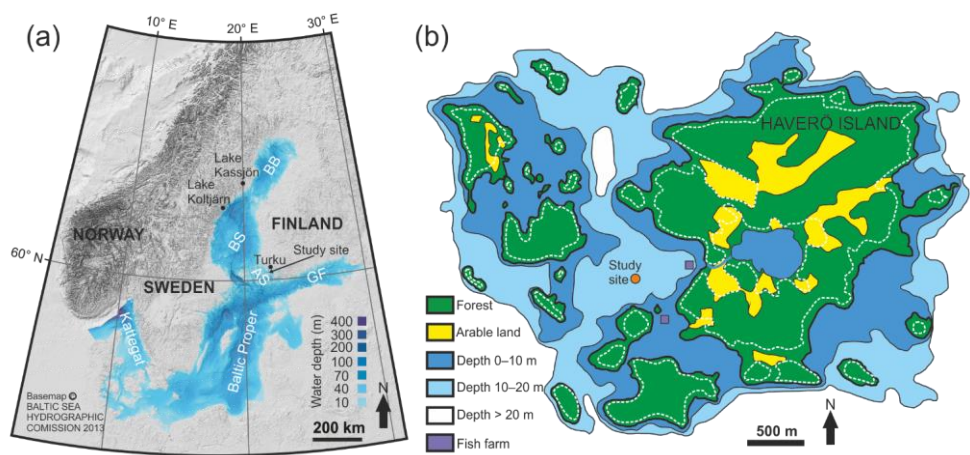 (a)
10° E
20° E
30° E
Lake
Kassjön
Lake
Koltjärn
BB
FINLAND
NORWAY
BS
Study site
Turku
60° N
AS
GF
SWEDEN
Kattegat
Baltic Proper
Water depth (m)
400
300
200
100
70
40
10
Basemap ©
BALTIC SEA
HYDROGRAPHIC
COMISSION 2013
N
200 km
(b)
HAVERÖ ISLAND
Study
site
Forest
Arable land
Depth 0–10 m
Depth 10–20 m
Depth > 20 m
Fish farm
N
500 m